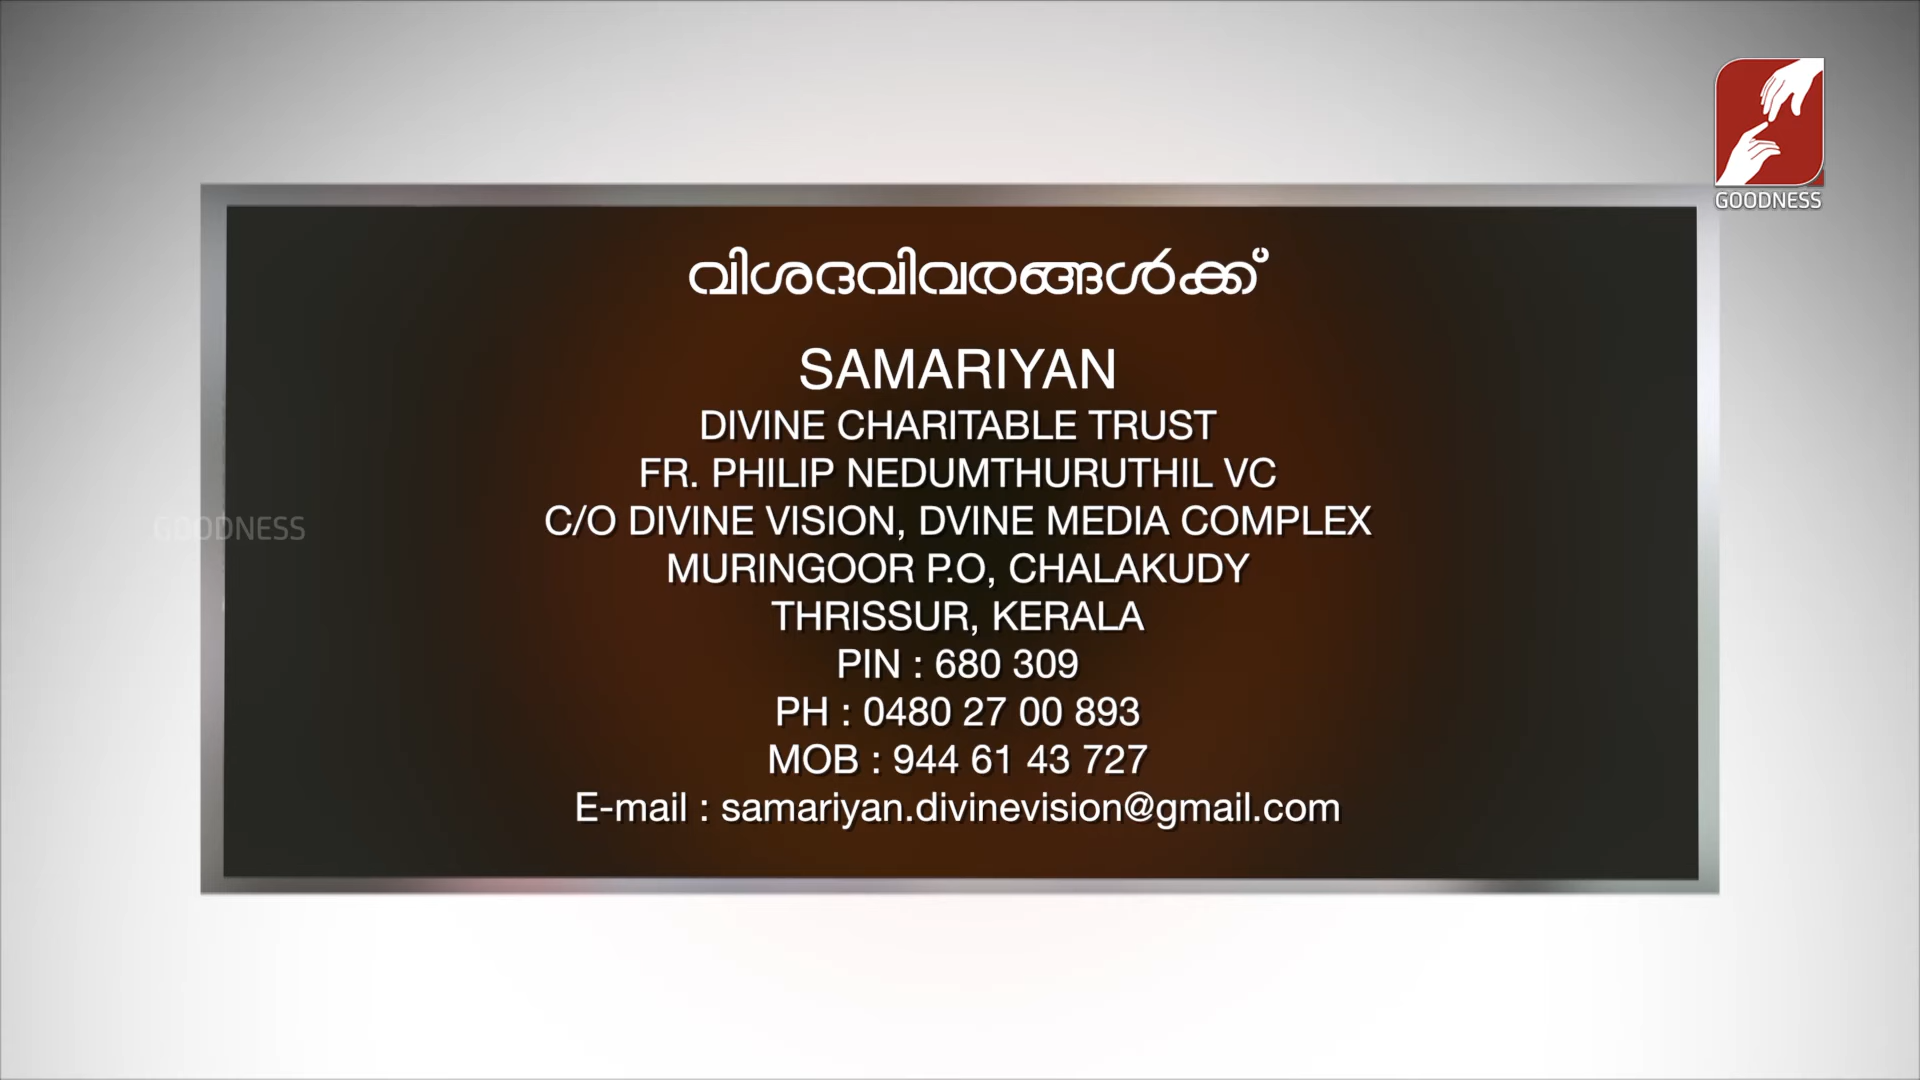 GOODNESS
വിശദവിവരങ്ങൾക്ക്
SAMARIYAN
DIVINE CHARITABLE TRUST
FR. PHILIP NEDUMTHURUTHIL VC
C/O DIVINE VISION, DVINE MEDIA COMPLEX
GOODNESS
MURINGOOR P.O, CHALAKUDY
THRISSUR, KERALA
PIN : 680 309
PH : 0480 27 00 893
MOB : 944 61 43 727
E-mail : samariyan.divinevision@gmail.com